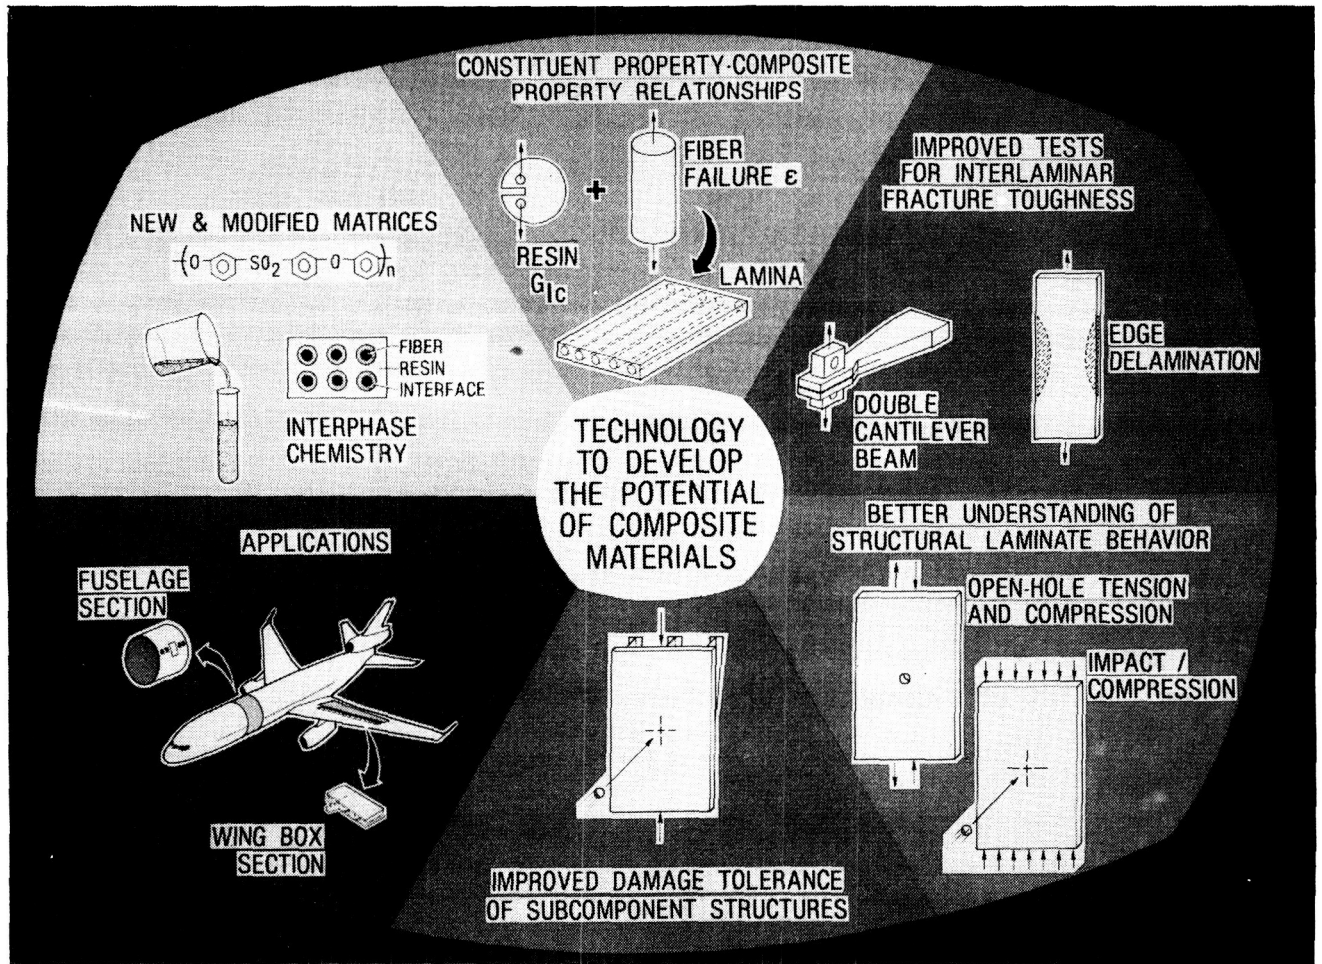 CONSTITUENT PROPERTY-COMPOSITE
PROPERTY RELATIONSHIPS
FIBER
FAILURE ε
+
RESIN
G_Ic
LAMINA
IMPROVED TESTS
FOR INTERLAMINAR
FRACTURE TOUGHNESS
EDGE
DELAMINATION
DOUBLE
CANTILEVER
BEAM
NEW & MODIFIED MATRICES
(O SO2 O )n
FIBER
RESIN
INTERFACE
INTERPHASE
CHEMISTRY
TECHNOLOGY
TO DEVELOP
THE POTENTIAL
OF COMPOSITE
MATERIALS
BETTER UNDERSTANDING OF
STRUCTURAL LAMINATE BEHAVIOR
OPEN-HOLE TENSION
AND COMPRESSION
IMPACT /
COMPRESSION
APPLICATIONS
FUSELAGE
SECTION
WING BOX
SECTION
IMPROVED DAMAGE TOLERANCE
OF SUBCOMPONENT STRUCTURES